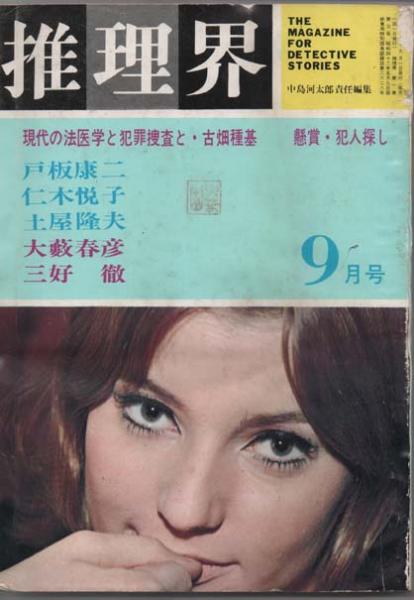 推理界
THE
MAGAZINE
FOR
DETECTIVE
STORIES
中島河太郎責任編集
現代の法医学と犯罪捜査と・古畑種基 懸賞・犯人探し
戸板康二
仁木悦子
土屋隆夫
大藪春彦
三好 徹
9月号